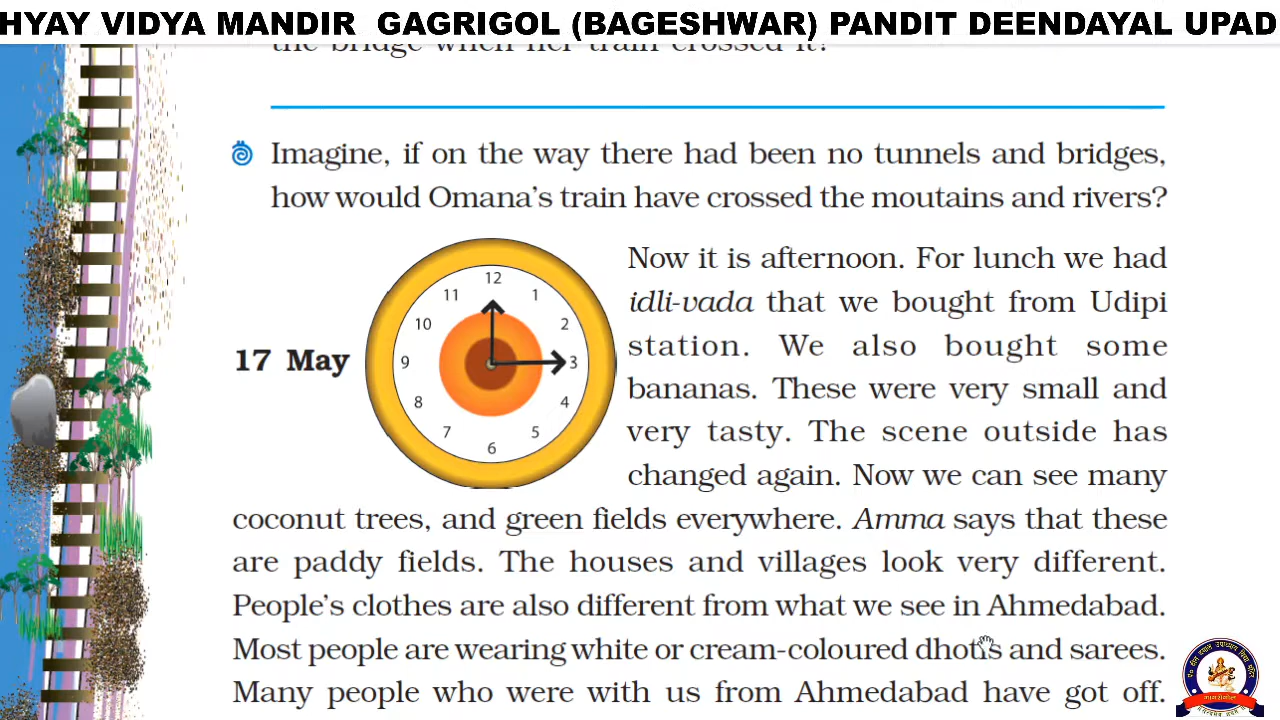 HYAY VIDYA MANDIR GAGRIGOL (BAGESHWAR) PANDIT DEENDAYAL UPAD
the bridge when her train crossed it?
Imagine, if on the way there had been no tunnels and bridges,
how would Omana's train have crossed the moutains and rivers?
17 May
12
1
2
3
4
5
6
7
8
9
10
11
Now it is afternoon. For lunch we had
idli-vada that we bought from Udipi
station. We also bought some
bananas. These were very small and
very tasty. The scene outside has
changed again. Now we can see many
coconut trees, and green fields everywhere. Amma says that these
are paddy fields. The houses and villages look very different.
People's clothes are also different from what we see in Ahmedabad.
Most people are wearing white or cream-coloured dhotis and sarees.
Many people who were with us from Ahmedabad have got off.